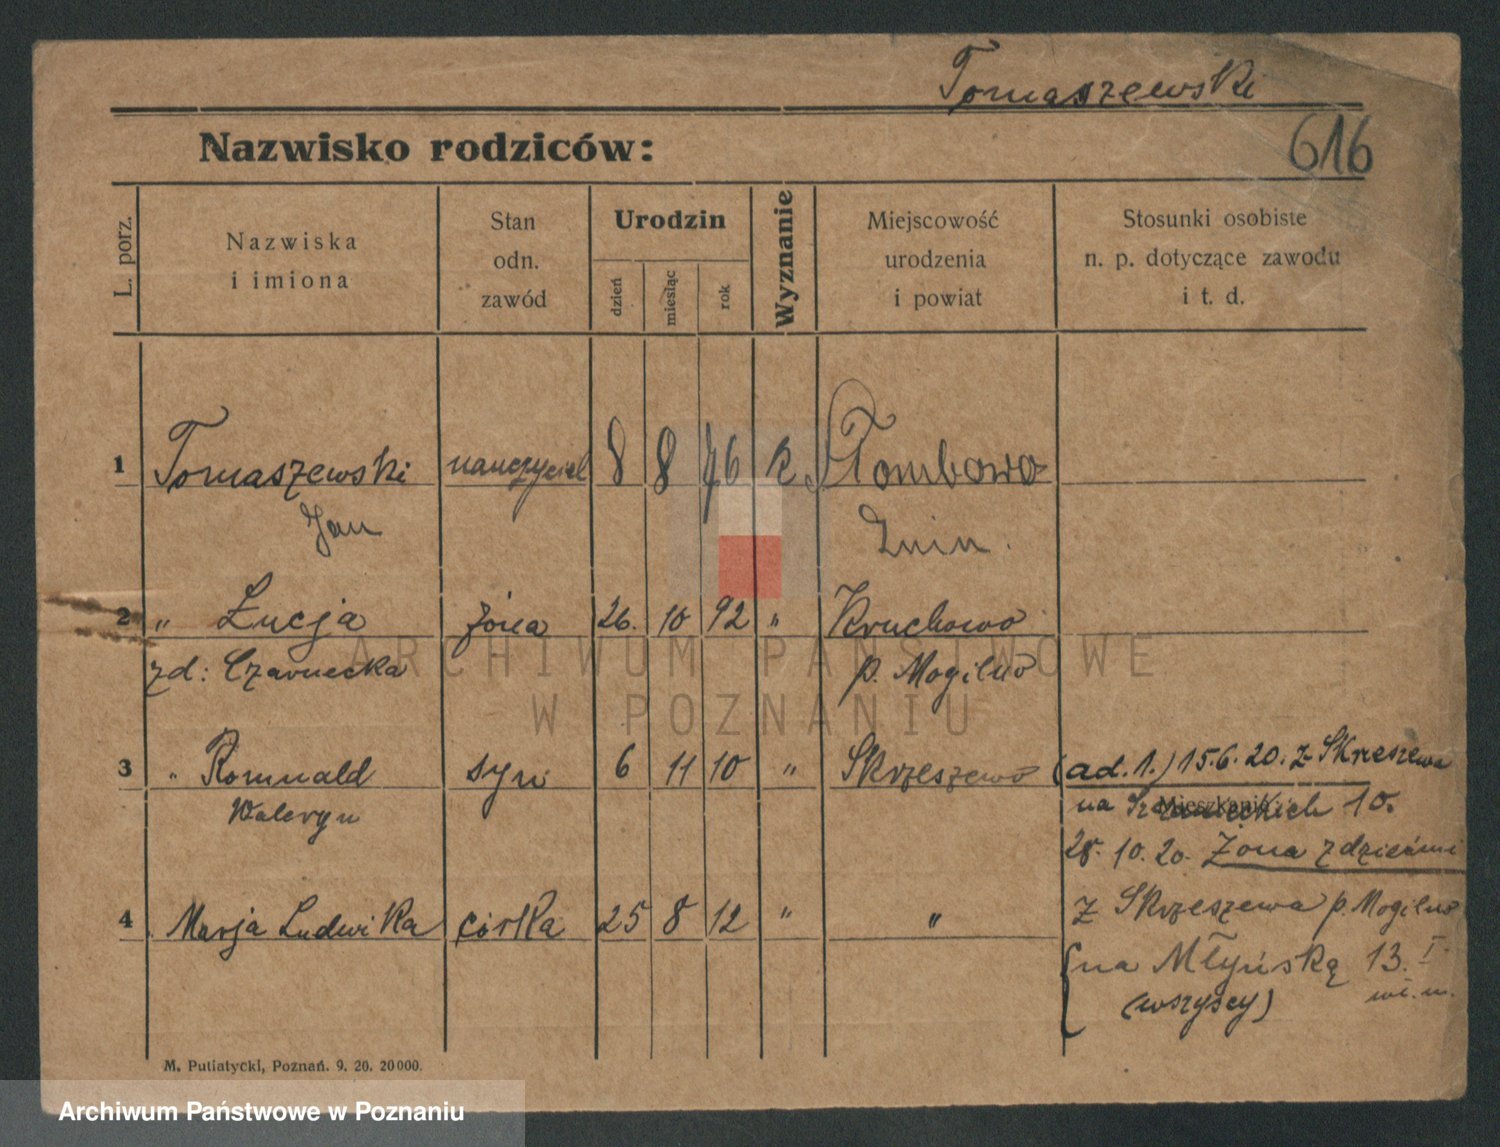 Tomaszewski
Nazwisko rodziców:
616
L. porz.
Nazwiska
i imiona
Stan
odn.
zawód
Urodzin
dzień
miesiąc
rok
Wyznanie
Miejscowość
urodzenia
i powiat
Stosunki osobiste
n. p. dotyczące zawodu
i t. d.
1 Tomaszewski nauczyciel 8 8 k.
Jan Żnin.
2 " Łucja żona 26. 10 92 " Kruchowo
zd: Czarnecka p. Mogilno
3 " Romuald syn 6 11 10 " Skrzeszewo (ad. 1.) 15.6.20. z Skrzeszewa
Waleryn na Mieszkanie 10.
28. 10. 20. Żona z dziećmi
4 Marja Ludwika córka 25 8 12 " " z Skrzeszewa p. Mogilno
na Młyńską 13. I.
(wszyscy)
M. Putiatycki, Poznań. 9. 20. 20000.
ARCHIWUM PAŃSTWOWE
W POZNANIU
Archiwum Państwowe w Poznaniu